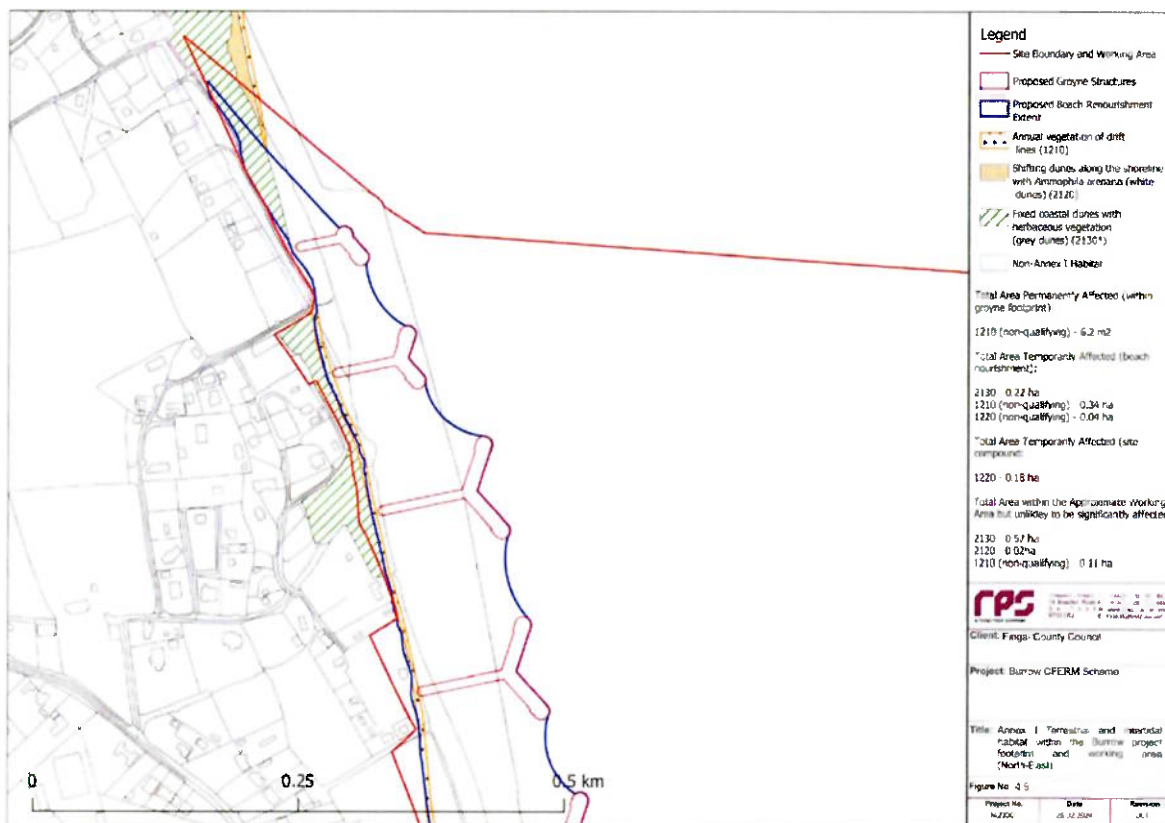 Legend
Site Boundary and Working Area
Proposed Groyne Structures
Proposed Beach Renourishment
Extent
Annual vegetation of drift
lines (1210)
Shifting dunes along the shoreline
with Ammophila arenaria (white
dunes) (2120)
Fixed coastal dunes with
herbaceous vegetation
(grey dunes) (2130*)
Non-Annex I Habitat
Total Area Permanently Affected (within
groyne footprint)
1210 (non-qualifying) - 6.2 m2
Total Area Temporarily Affected (beach
nourishment):
2130 - 0.22 ha
1210 (non-qualifying) - 0.34 ha
1220 (non-qualifying) - 0.04 ha
Total Area Temporarily Affected (site
compound:
1220 - 0.18 ha
Total Area within the Approximate Working
Area but unlikley to be significantly affected
2130 - 0.57 ha
2120 - 0.02ha
1210 (non-qualifying) - 0.11 ha
rps
Client: Fingal County Council
Project: Burrow CFERM Scheme
Title: Annex I Terrestrial and intertidal
habitat within the Burrow project
footprint and working area
(North-East)
Figure No 4.5
Project No. Date Revision
0 0.25 0.5 km